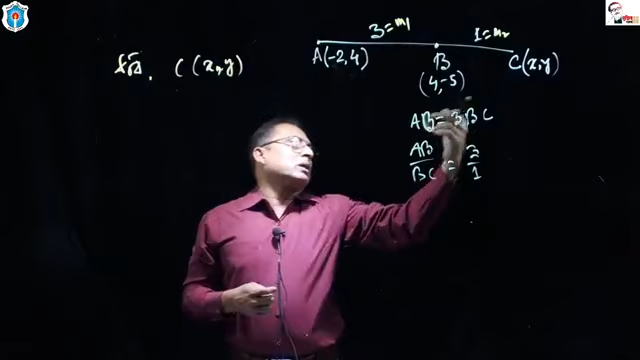 ধরি, C(x,y)
3=m₁
1=m₂
A(-2,4)
B
(4,-5)
C(x,y)
AB=3BC
AB/BC = 3/1